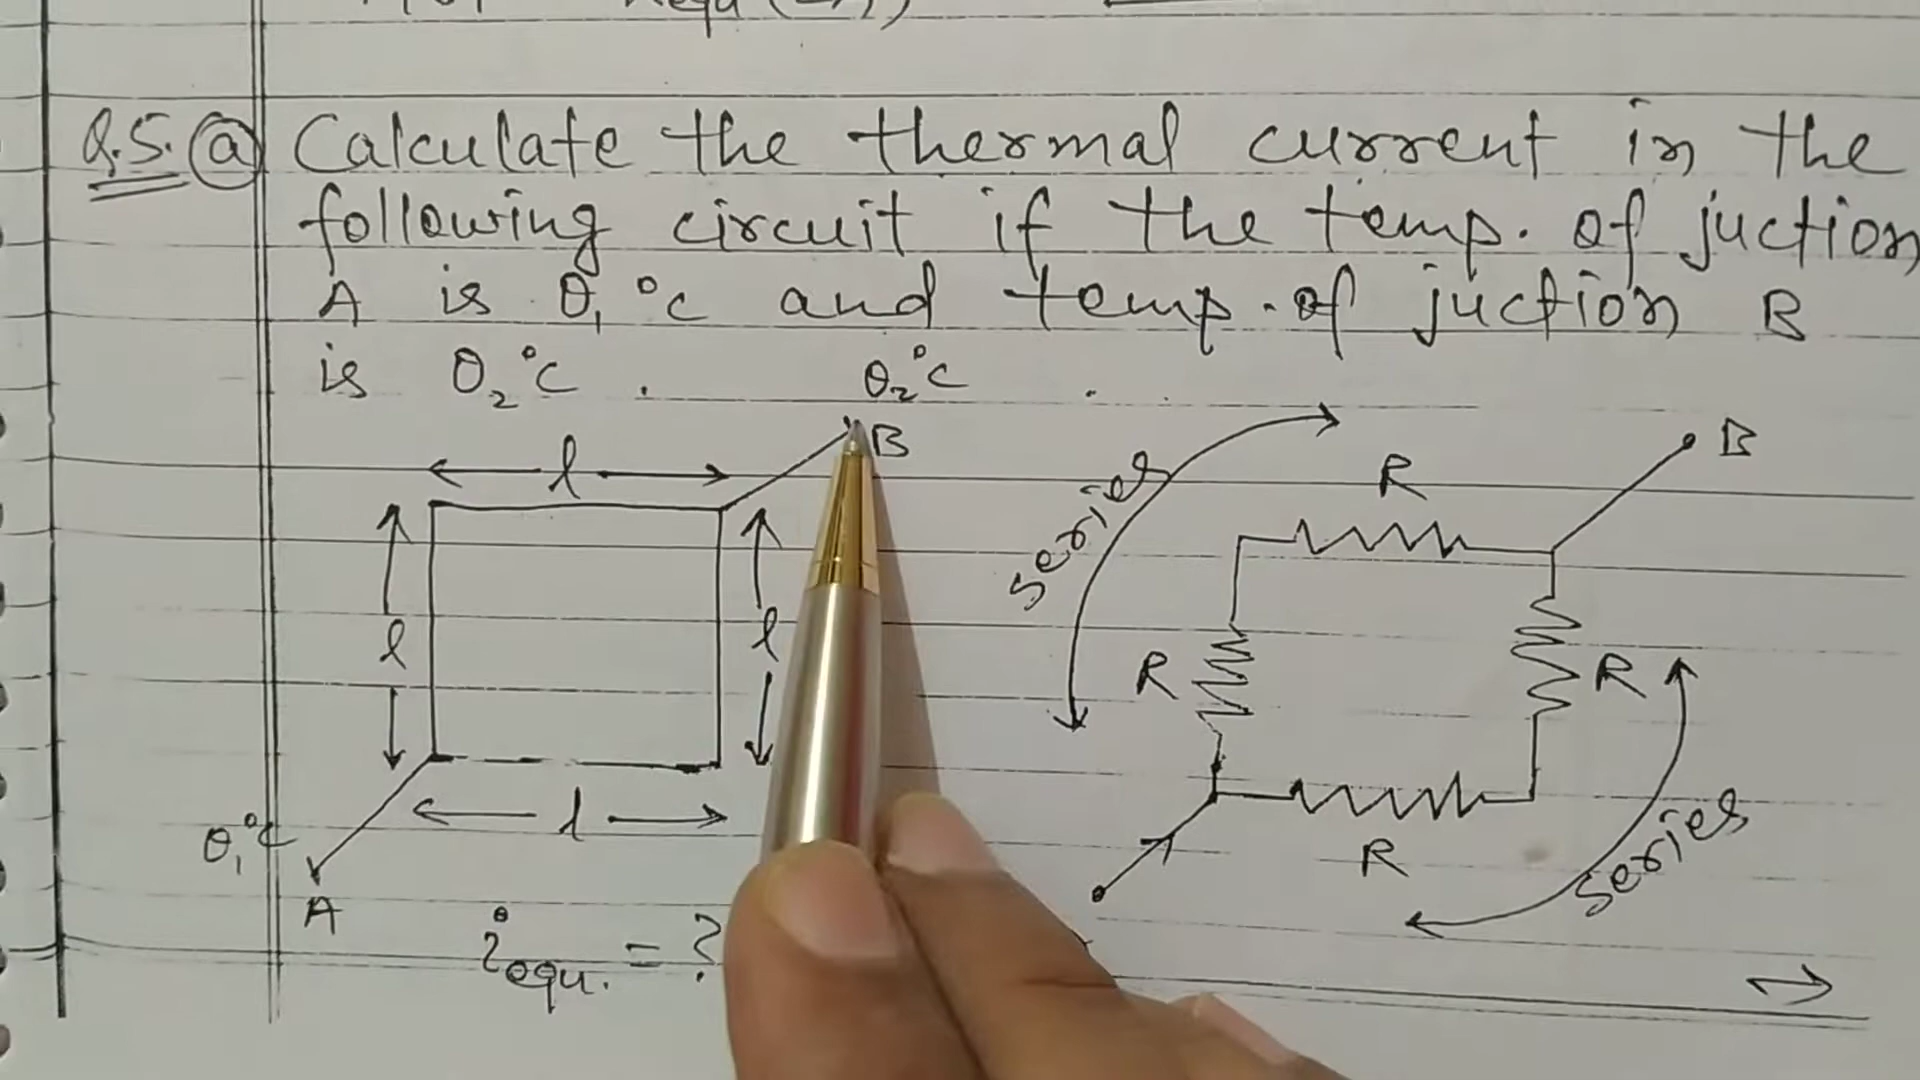 Q.5. (a) Calculate the thermal current in the
following circuit if the temp. of juction
A is θ₁°C and temp. of juction B
is θ₂°C .
θ₂°C
B
l
l
l
l
θ₁°C
A
i equ. = ?
B
R
Series
R
R
R
Series